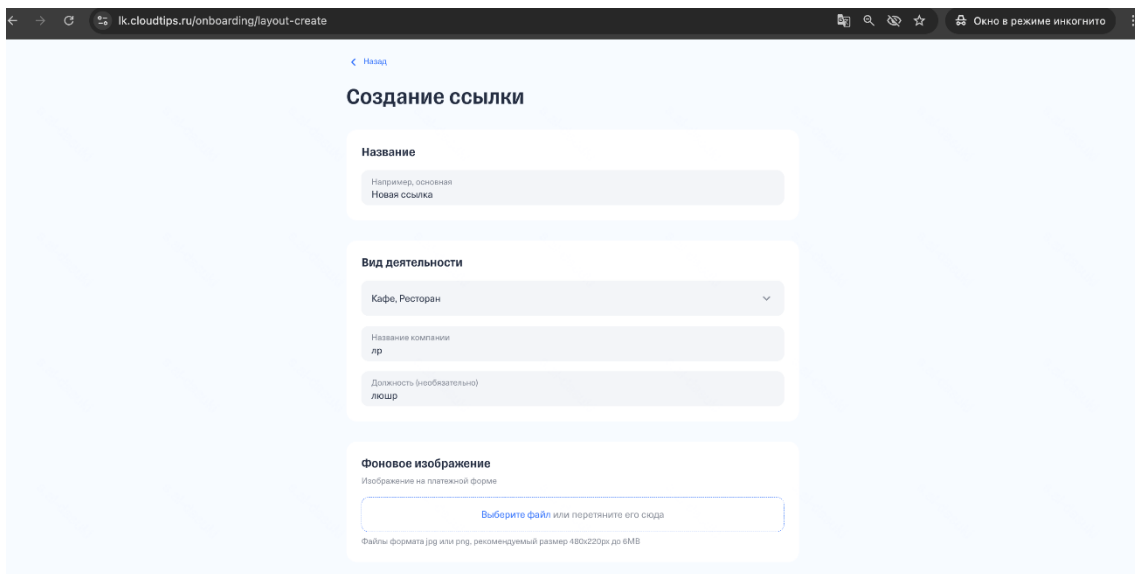 lk.cloudtips.ru/onboarding/layout-create
Окно в режиме инкогнито
Назад
Создание ссылки
Название
Например, основная
Новая ссылка
Вид деятельности
Кафе, Ресторан
Название компании
лр
Должность (необязательно)
люшр
Фоновое изображение
Изображение на платежной форме
Выберите файл или перетяните его сюда
Файлы формата jpg или png, рекомендуемый размер 480x220px до 6MB